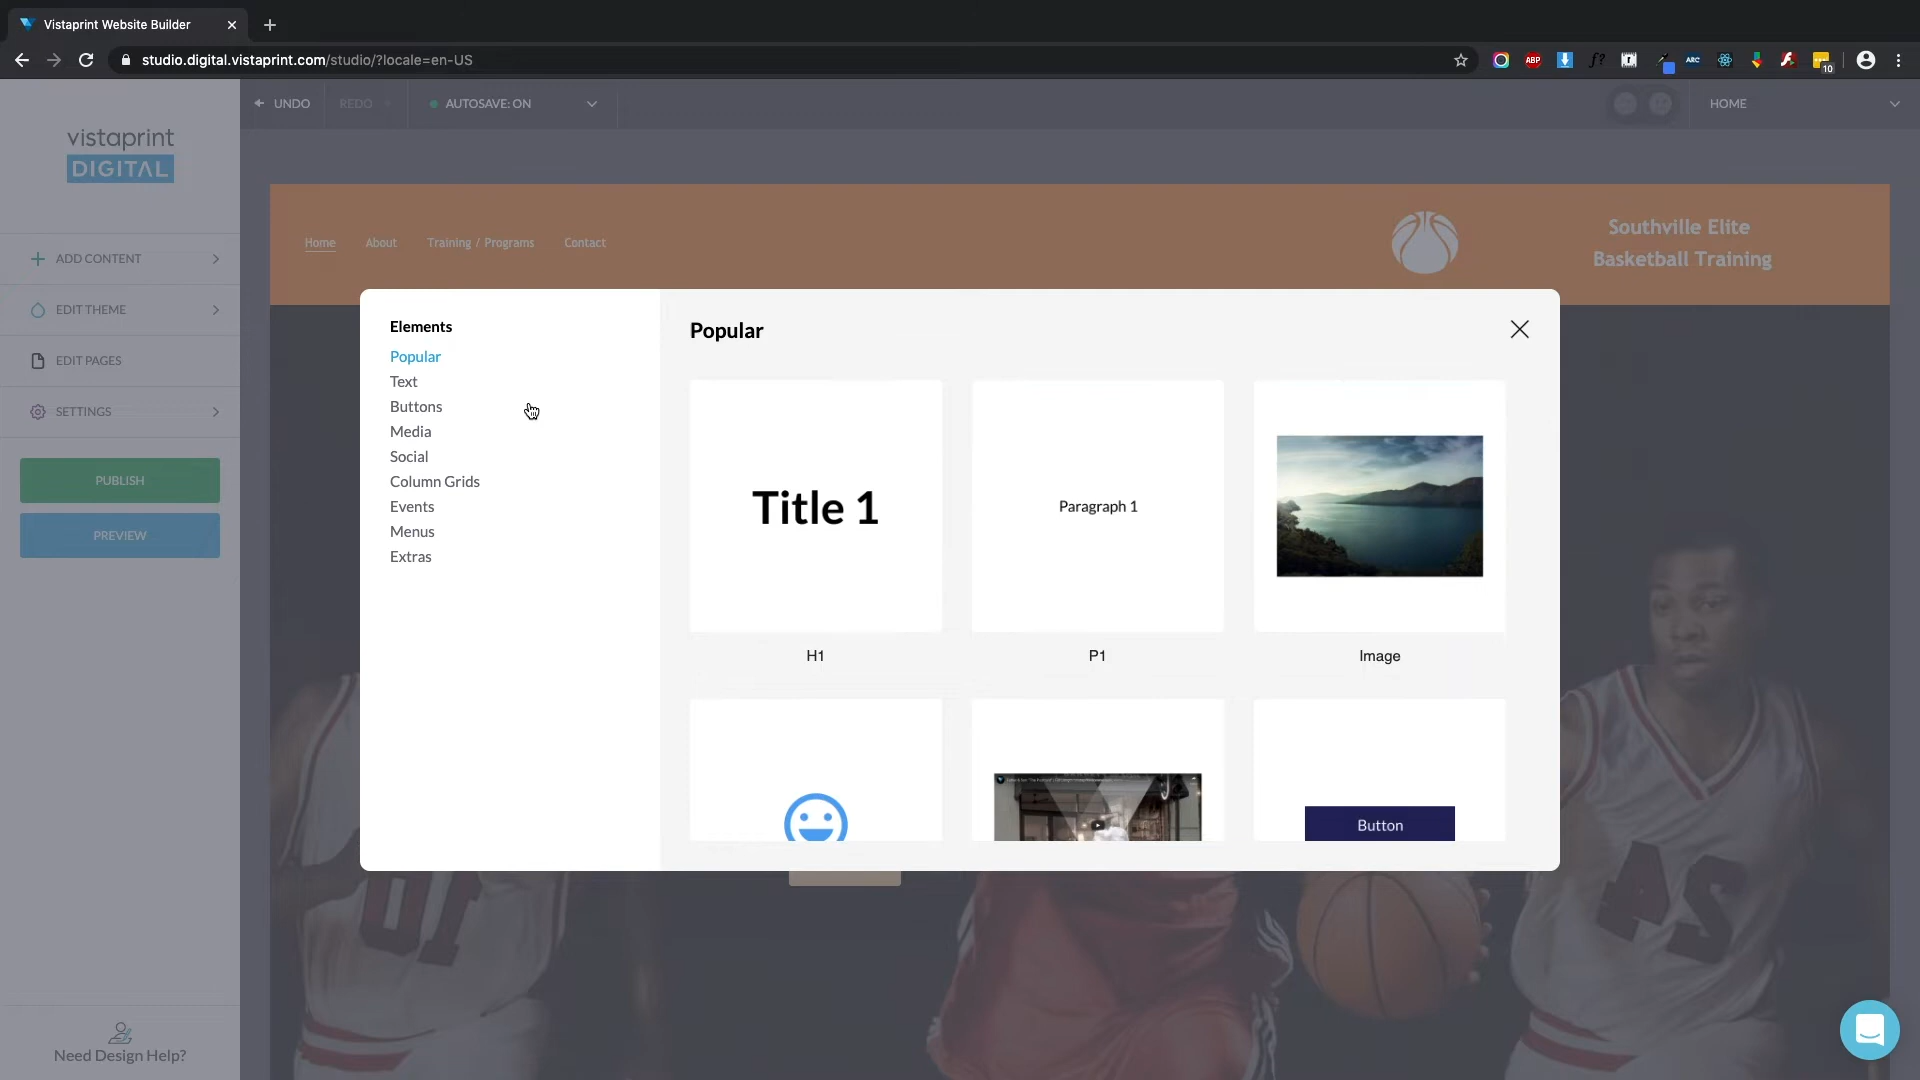 Vistaprint Website Builder
studio.digital.vistaprint.com/studio/?locale=en-US
ABP
f?
ARC
10
UNDO
REDO
AUTOSAVE: ON
HOME
vistaprint
DIGITAL
ADD CONTENT
EDIT THEME
EDIT PAGES
SETTINGS
PUBLISH
PREVIEW
Need Design Help?
Home
About
Training / Programs
Contact
Southville Elite
Basketball Training
Elements
Popular
Text
Buttons
Media
Social
Column Grids
Events
Menus
Extras
Popular
Title 1
H1
Paragraph 1
P1
Image
Button